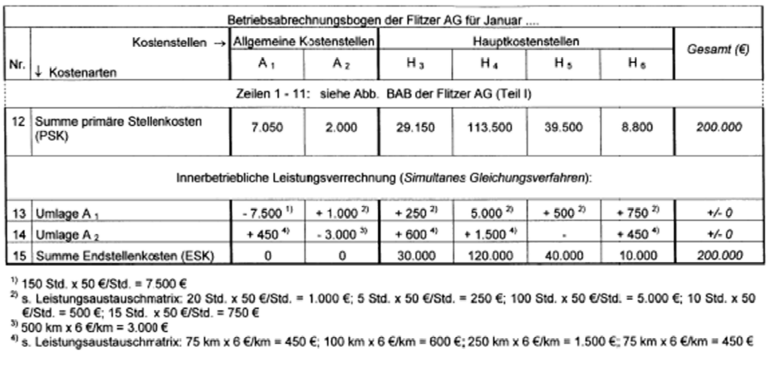 Betriebsabrechnungsbogen der Flitzer AG für Januar ....
Kostenstellen → Allgemeine Kostenstellen Hauptkostenstellen Gesamt (€)
Nr. ↓ Kostenarten A 1 A 2 H 3 H 4 H 5 H 6
Zeilen 1 - 11: siehe Abb. BAB der Flitzer AG (Teil I)
12 Summe primäre Stellenkosten (PSK) 7.050 2.000 29.150 113.500 39.500 8.800 200.000
Innerbetriebliche Leistungsverrechnung (Simultanes Gleichungsverfahren):
13 Umlage A 1 - 7.500 1) + 1.000 2) + 250 2) 5.000 2) + 500 2) + 750 2) +/- 0
14 Umlage A 2 + 450 4) - 3.000 3) + 600 4) + 1.500 4) - + 450 4) +/- 0
15 Summe Endstellenkosten (ESK) 0 0 30.000 120.000 40.000 10.000 200.000
1) 150 Std. x 50 €/Std. = 7.500 €
2) s. Leistungsaustauschmatrix: 20 Std. x 50 €/Std. = 1.000 €; 5 Std. x 50 €/Std. = 250 €; 100 Std. x 50 €/Std. = 5.000 €; 10 Std. x 50
€/Std. = 500 €; 15 Std. x 50 €/Std. = 750 €
3) 500 km x 6 €/km = 3.000 €
4) s. Leistungsaustauschmatrix: 75 km x 6 €/km = 450 €; 100 km x 6 €/km = 600 €; 250 km x 6 €/km = 1.500 €; 75 km x 6 €/km = 450 €